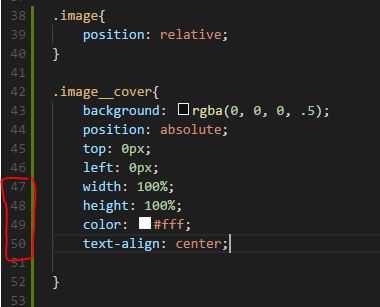 38 .image{
39 position: relative;
40 }
41
42 .image__cover{
43 background: rgba(0, 0, 0, .5);
44 position: absolute;
45 top: 0px;
46 left: 0px;
47 width: 100%;
48 height: 100%;
49 color: #fff;
50 text-align: center;
51
52 }
53